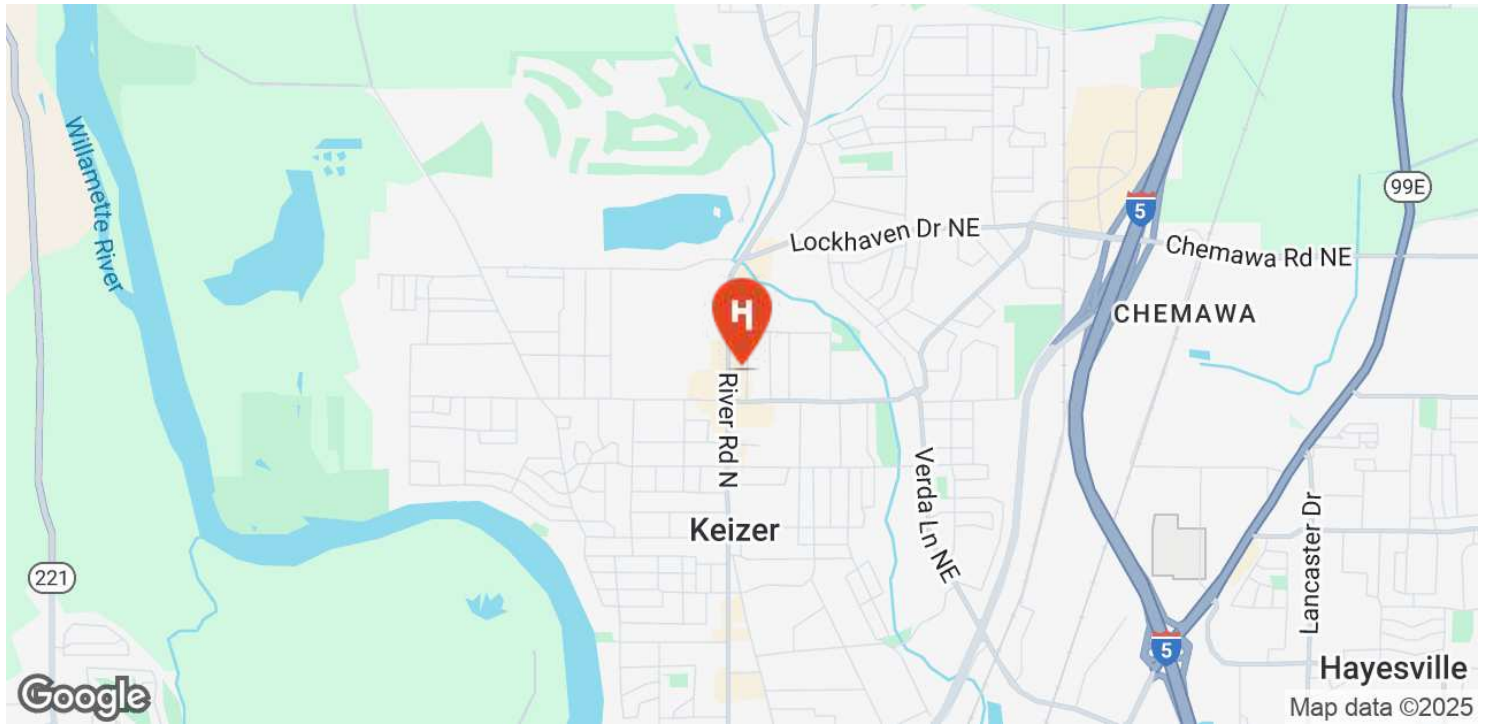 Willamette River
99E
5
Lockhaven Dr NE
Chemawa Rd NE
H
CHEMAWA
River Rd N
Verda Ln NE
Keizer
Lancaster Dr
221
5
Hayesville
Google
Map data ©2025